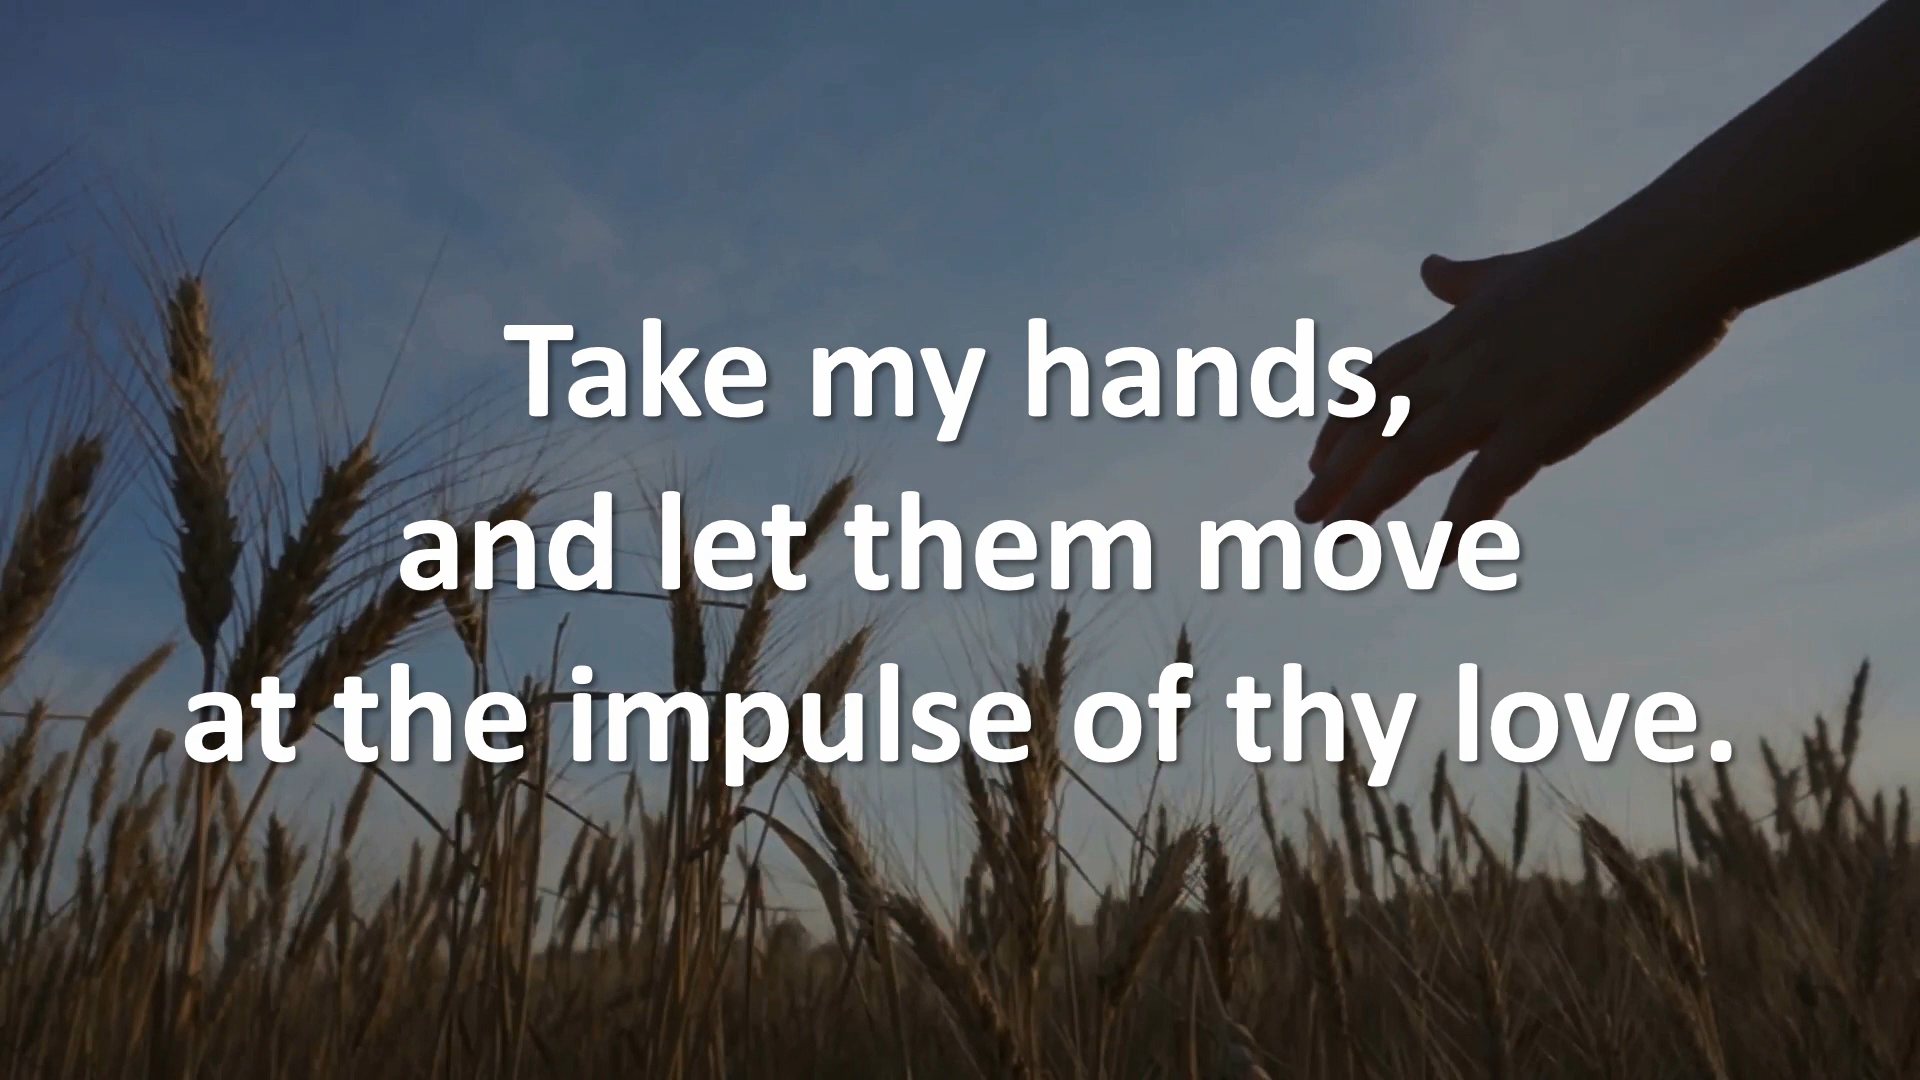 Take my hands,
and let them move
at the impulse of thy love.